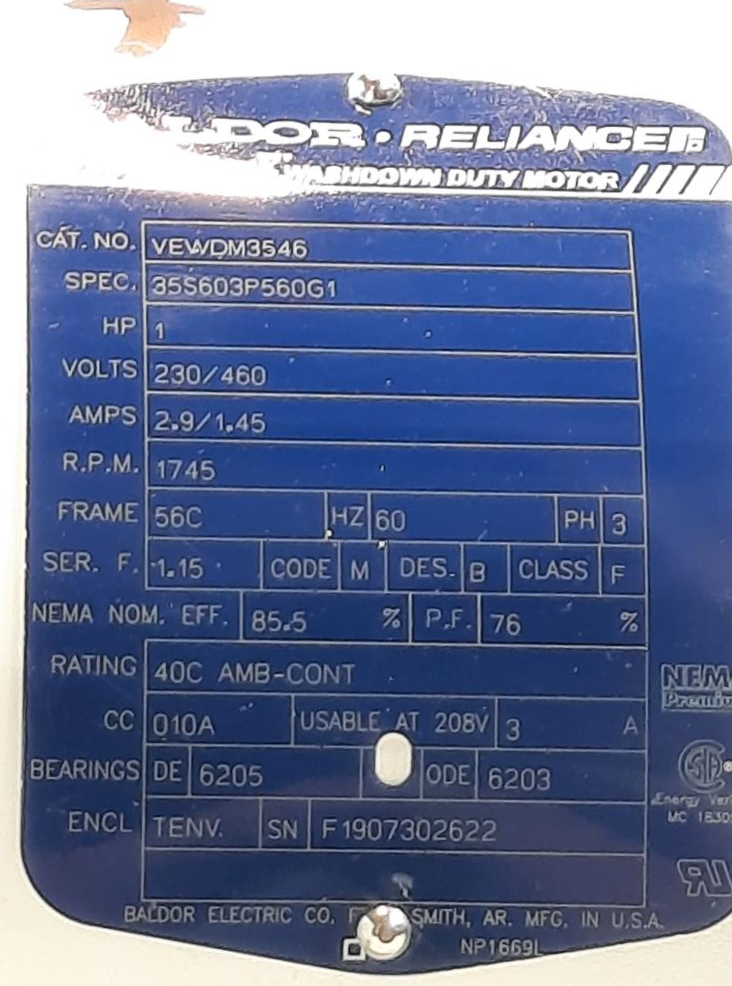 RELIANCE
WASHDOWN DUTY MOTOR
CAT. NO. VEWDM3546
SPEC. 35S603P560G1
HP 1
VOLTS 230/460
AMPS 2.9/1.45
R.P.M. 1745
FRAME 56C HZ 60 PH 3
SER. F. 1.15 CODE M DES. B CLASS F
NEMA NOM. EFF. 85.5 % P.F. 76 %
RATING 40C AMB-CONT
CC 010A USABLE AT 208V 3 A
BEARINGS DE 6205 ODE 6203
ENCL TENV. SN F1907302622
Energy
MC
BALDOR ELECTRIC CO. SMITH, AR. MFG. IN U.S.A.
NP1669L